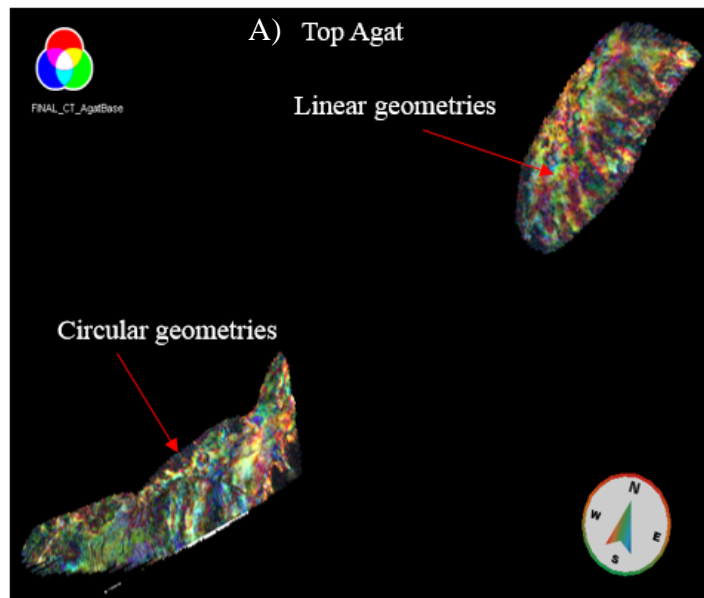 A) Top Agat
FINAL_CT_AgatBase
Linear geometries
Circular geometries
N
W
E
S